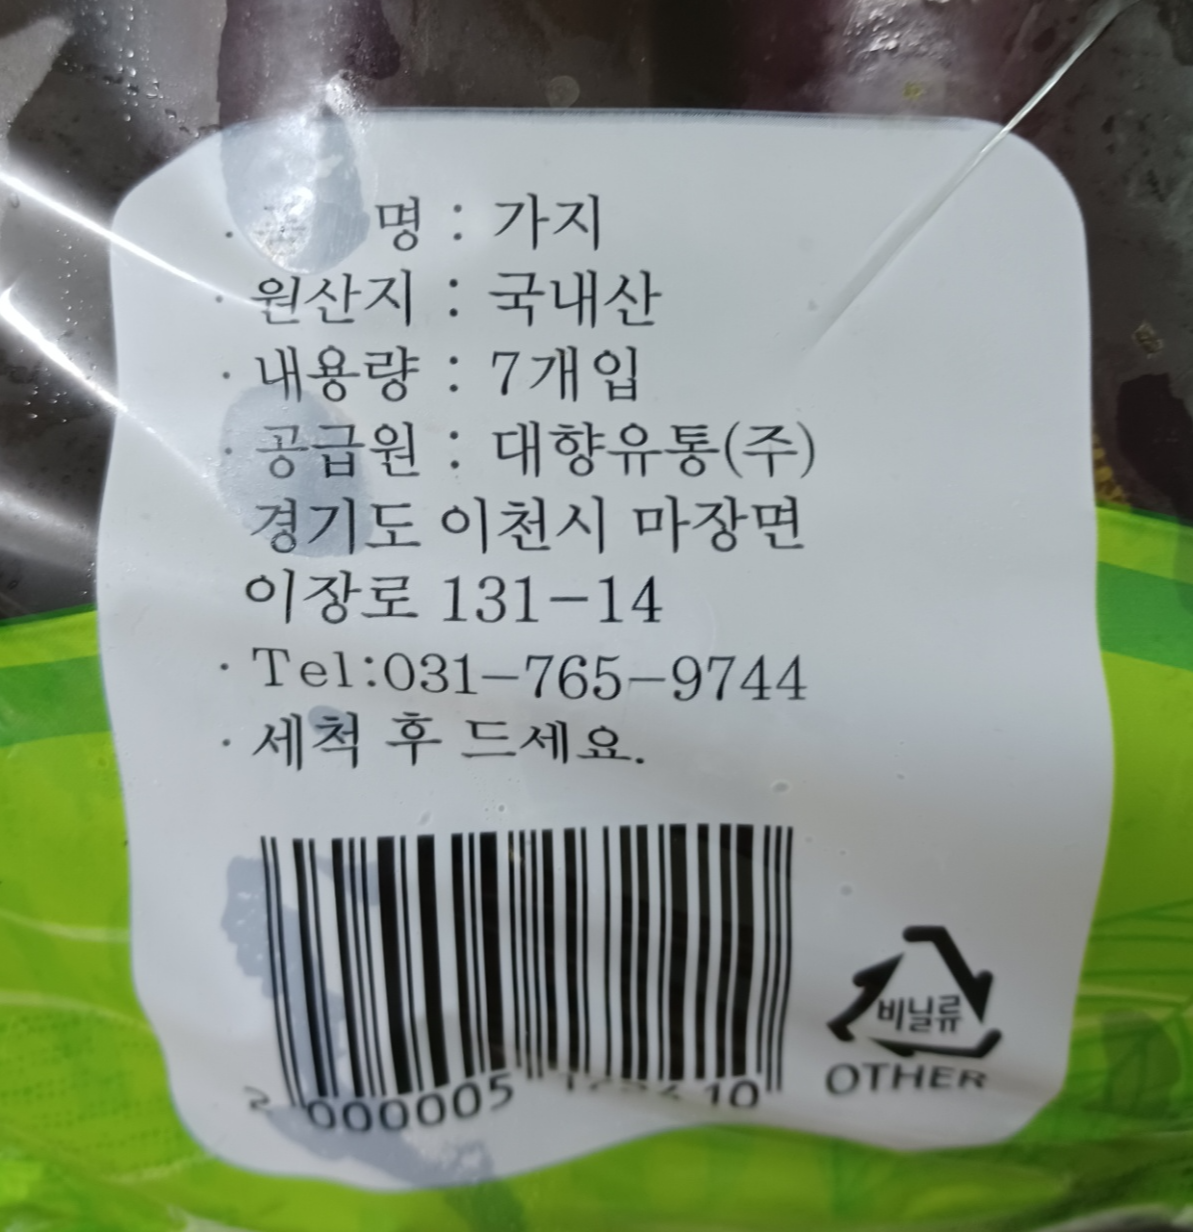 · 명 : 가지
· 원산지 : 국내산
· 내용량 : 7개입
· 공급원 : 대향유통(주)
경기도 이천시 마장면
이장로 131-14
· Tel:031-765-9744
· 세척 후 드세요.
비닐류
OTHER
2 000005